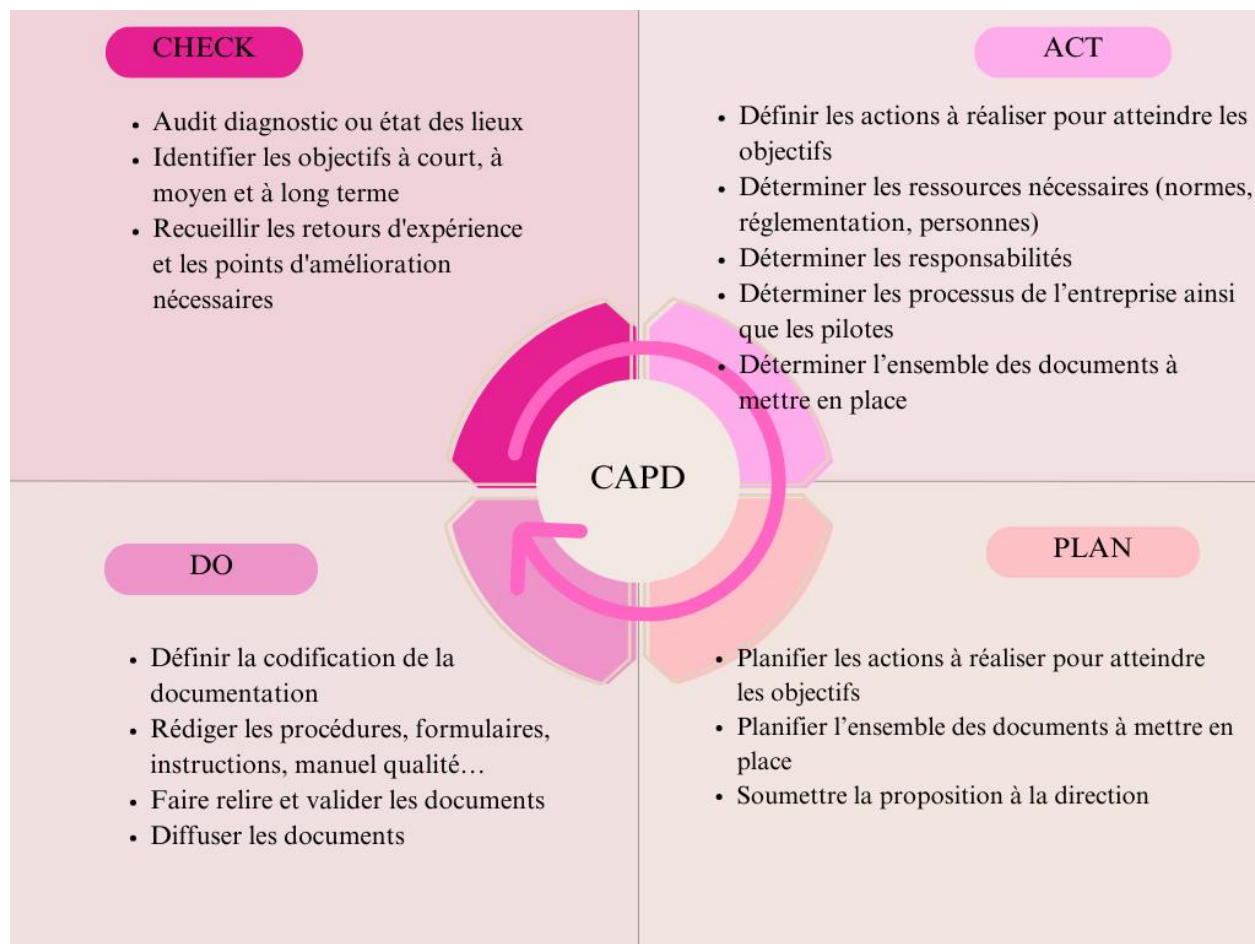 CHECK
• Audit diagnostic ou état des lieux
• Identifier les objectifs à court, à
moyen et à long terme
• Recueillir les retours d'expérience
et les points d'amélioration
nécessaires
ACT
• Définir les actions à réaliser pour atteindre les
objectifs
• Déterminer les ressources nécessaires (normes,
réglementation, personnes)
• Déterminer les responsabilités
• Déterminer les processus de l’entreprise ainsi
que les pilotes
• Déterminer l’ensemble des documents à
mettre en place
CAPD
DO
• Définir la codification de la
documentation
• Rédiger les procédures, formulaires,
instructions, manuel qualité…
• Faire relire et valider les documents
• Diffuser les documents
PLAN
• Planifier les actions à réaliser pour atteindre
les objectifs
• Planifier l’ensemble des documents à mettre en
place
• Soumettre la proposition à la direction